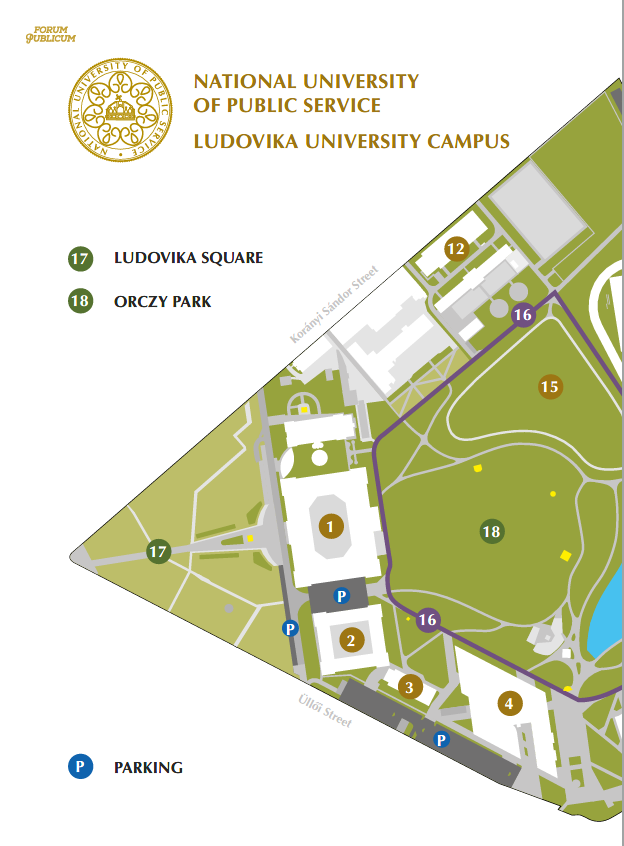 FORUM
PUBLICUM
NATIONAL UNIVERSITY OF PUBLIC SERVICE
NATIONAL UNIVERSITY
OF PUBLIC SERVICE
LUDOVIKA UNIVERSITY CAMPUS
17 LUDOVIKA SQUARE
18 ORCZY PARK
Korányi Sándor Street
12
16
15
1
18
17
P
P
16
2
3
4
Üllői Street
P
P PARKING